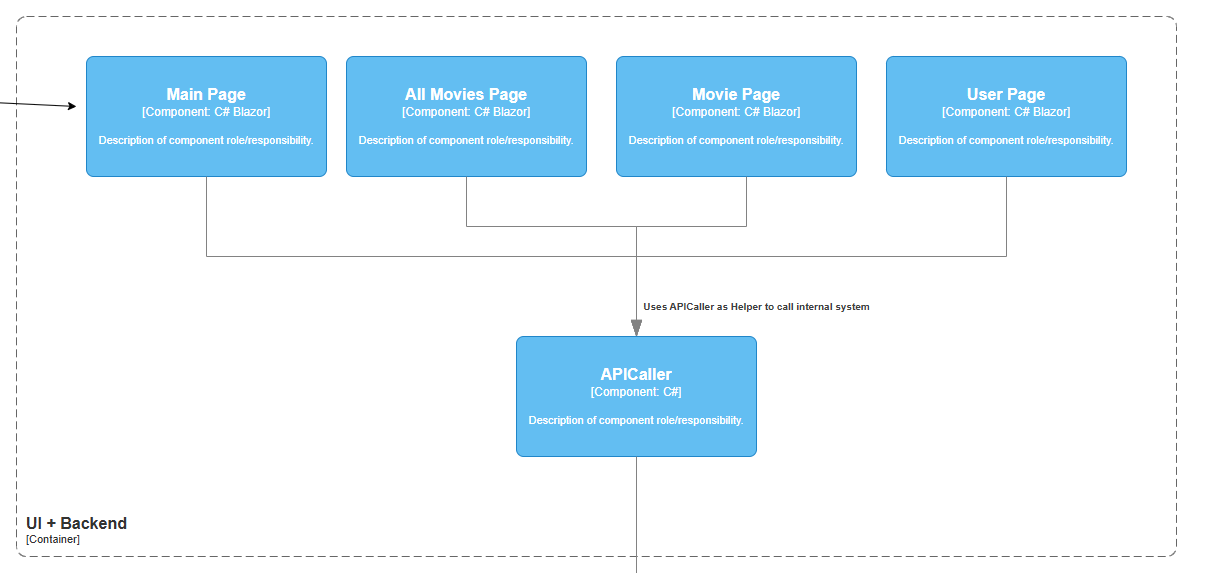 Main Page
[Component: C# Blazor]
Description of component role/responsibility.
All Movies Page
[Component: C# Blazor]
Description of component role/responsibility.
Movie Page
[Component: C# Blazor]
Description of component role/responsibility.
User Page
[Component: C# Blazor]
Description of component role/responsibility.
Uses APICaller as Helper to call internal system
APICaller
[Component: C#]
Description of component role/responsibility.
UI + Backend
[Container]